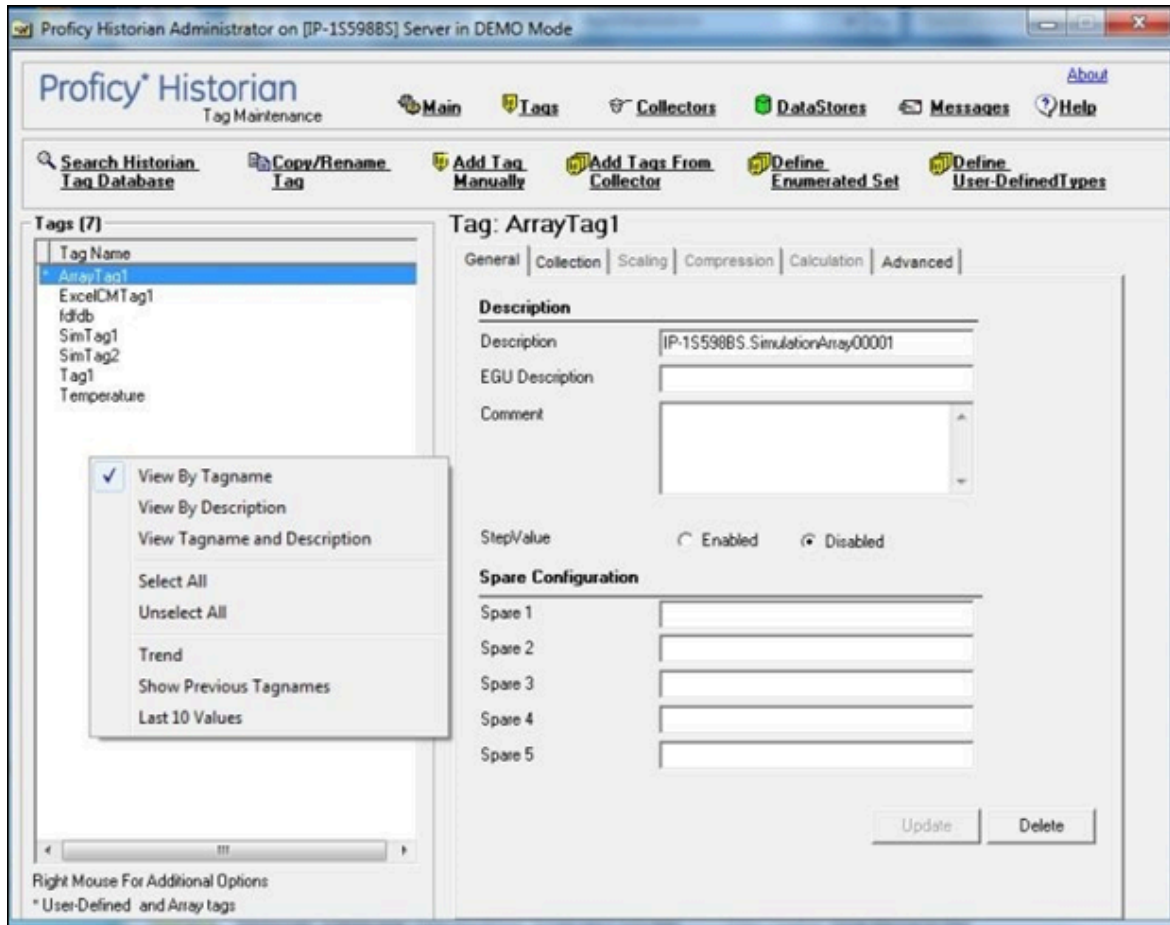 Proficy Historian Administrator on [IP-1S598BS] Server in DEMO Mode
About
Proficy* Historian
Tag Maintenance
Main Tags Collectors DataStores Messages Help
Search Historian Tag Database
Copy/Rename Tag
Add Tag Manually
Add Tags From Collector
Define Enumerated Set
Define User-DefinedTypes
Tags (7)
Tag Name
* ArrayTag1
ExcelCMTag1
fdfdb
SimTag1
SimTag2
Tag1
Temperature
View By Tagname
View By Description
View Tagname and Description
Select All
Unselect All
Trend
Show Previous Tagnames
Last 10 Values
Right Mouse For Additional Options
* User-Defined and Array tags
Tag: ArrayTag1
General Collection Scaling Compression Calculation Advanced
Description
Description IP-1S598BS.SimulationArray00001
EGU Description
Comment
StepValue Enabled Disabled
Spare Configuration
Spare 1
Spare 2
Spare 3
Spare 4
Spare 5
Update Delete